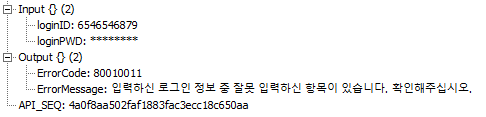 Input {} (2)
loginID: 6546546879
loginPWD: ********
Output {} (2)
ErrorCode: 80010011
ErrorMessage: 입력하신 로그인 정보 중 잘못 입력하신 항목이 있습니다. 확인해주십시오.
API_SEQ: 4a0f8aa502faf1883fac3ecc18c650aa